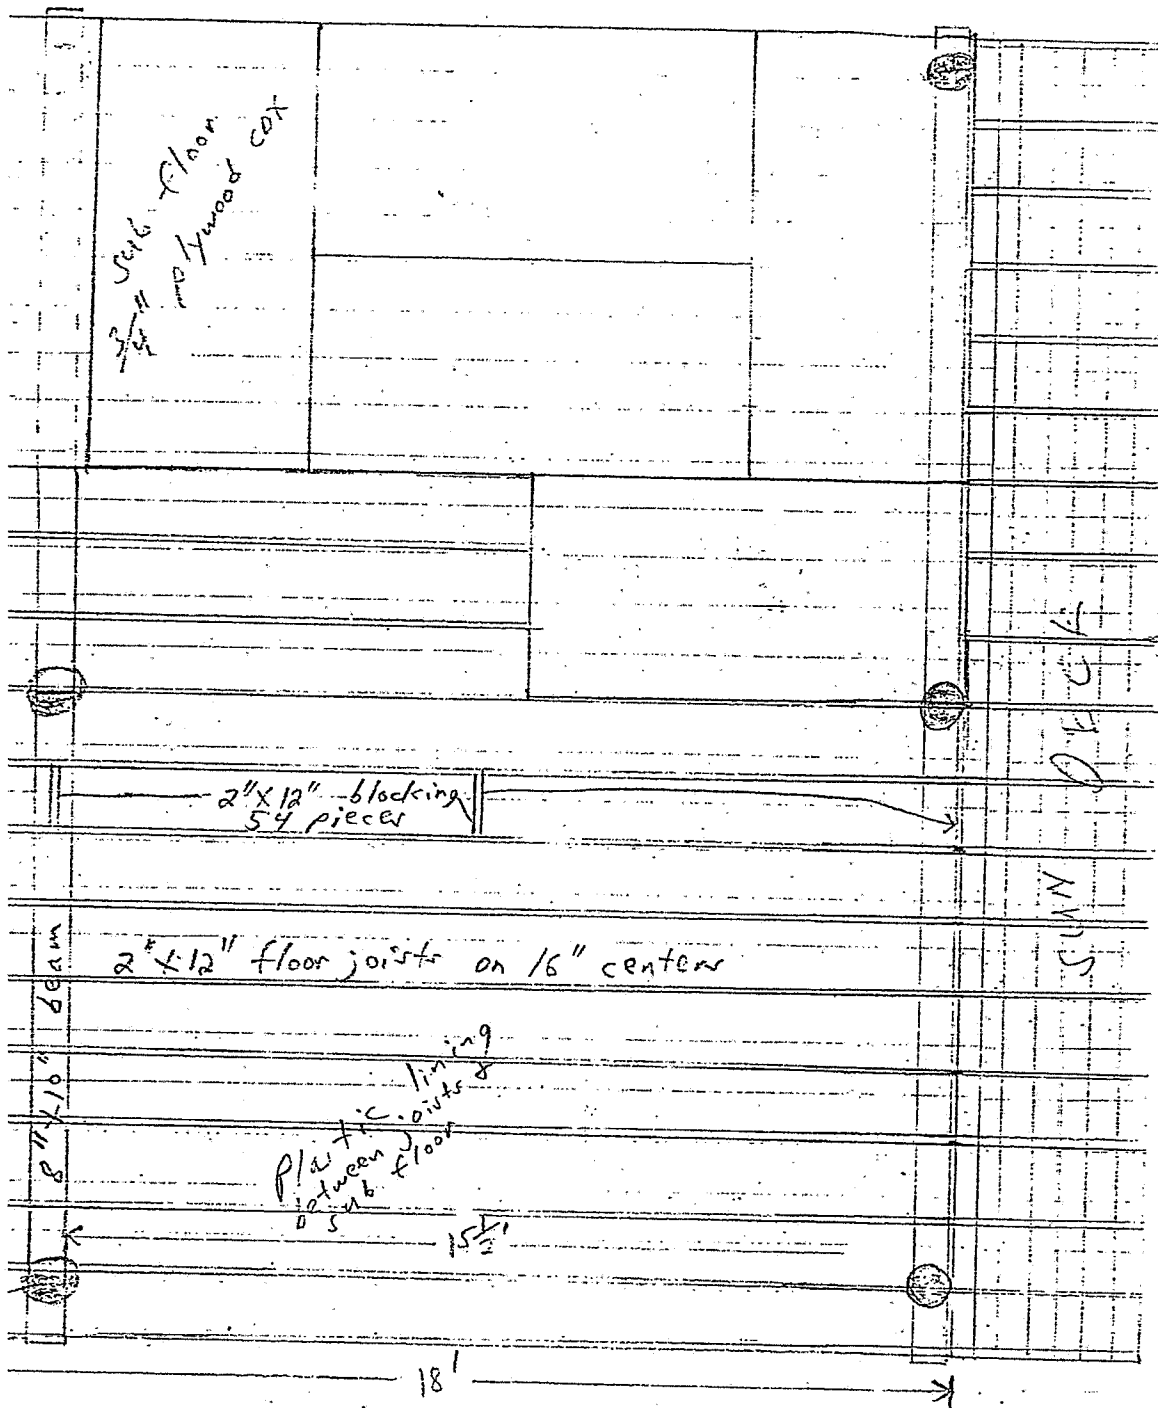 3/4" Sub-floor
plywood CDX
2"X12" blocking
54 pieces
SUN DECK
2"X12" floor joists on 16" centers
8"X10" beam
plastic lining
between joists &
sub floor
15 1/2'
18'